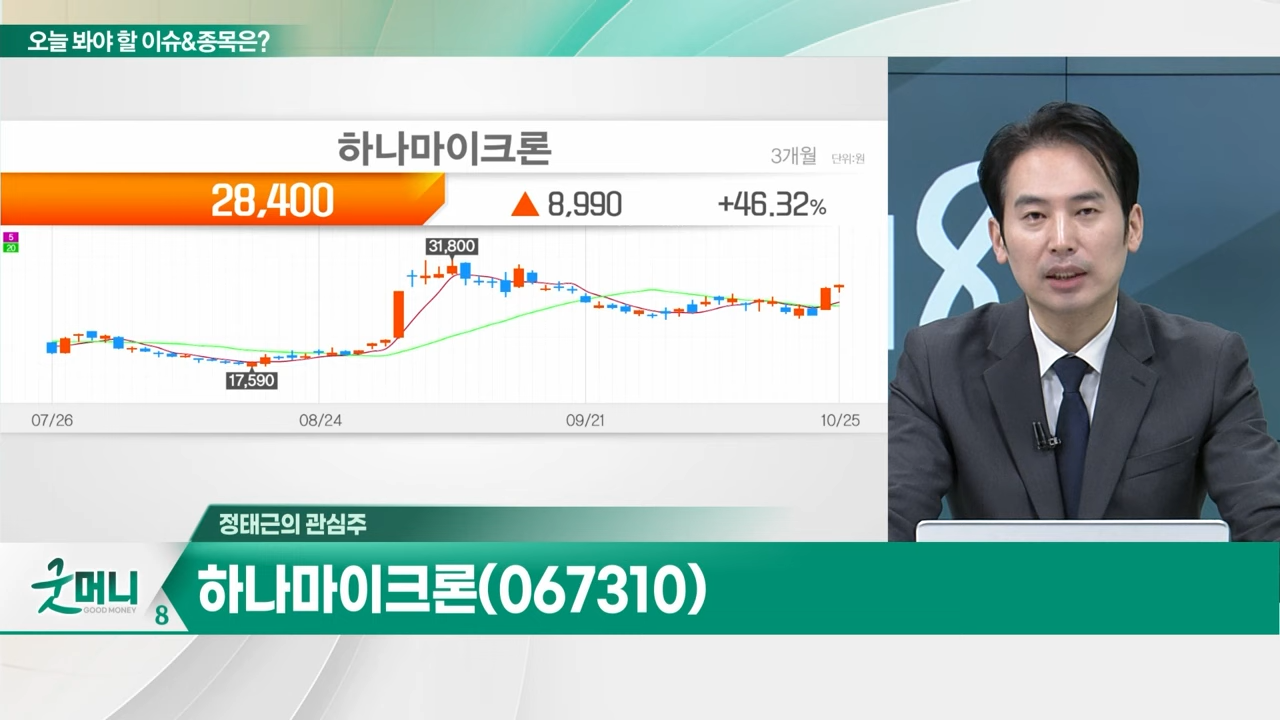 오늘 봐야 할 이슈&종목은?
하나마이크론
3개월 단위:원
28,400 ▲ 8,990 +46.32%
5
20
31,800
17,590
07/26 08/24 09/21 10/25
8
정태근의 관심주
하나마이크론(067310)
굿머니
GOOD MONEY
8